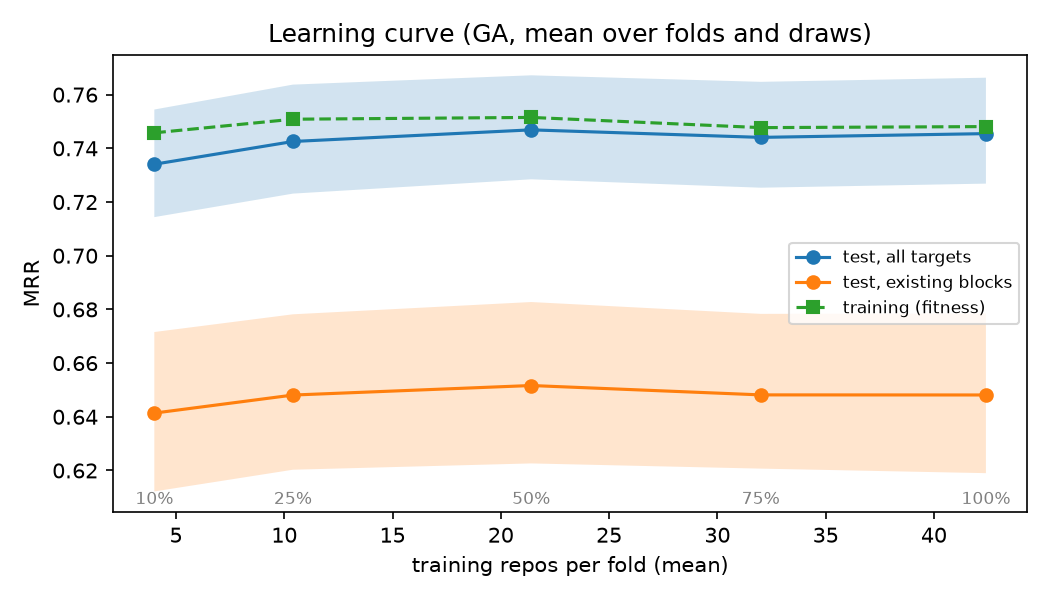 Learning curve (GA, mean over folds and draws)
MRR
0.76
0.74
0.72
0.70
0.68
0.66
0.64
0.62
test, all targets
test, existing blocks
training (fitness)
10% 25% 50% 75% 100%
5 10 15 20 25 30 35 40
training repos per fold (mean)